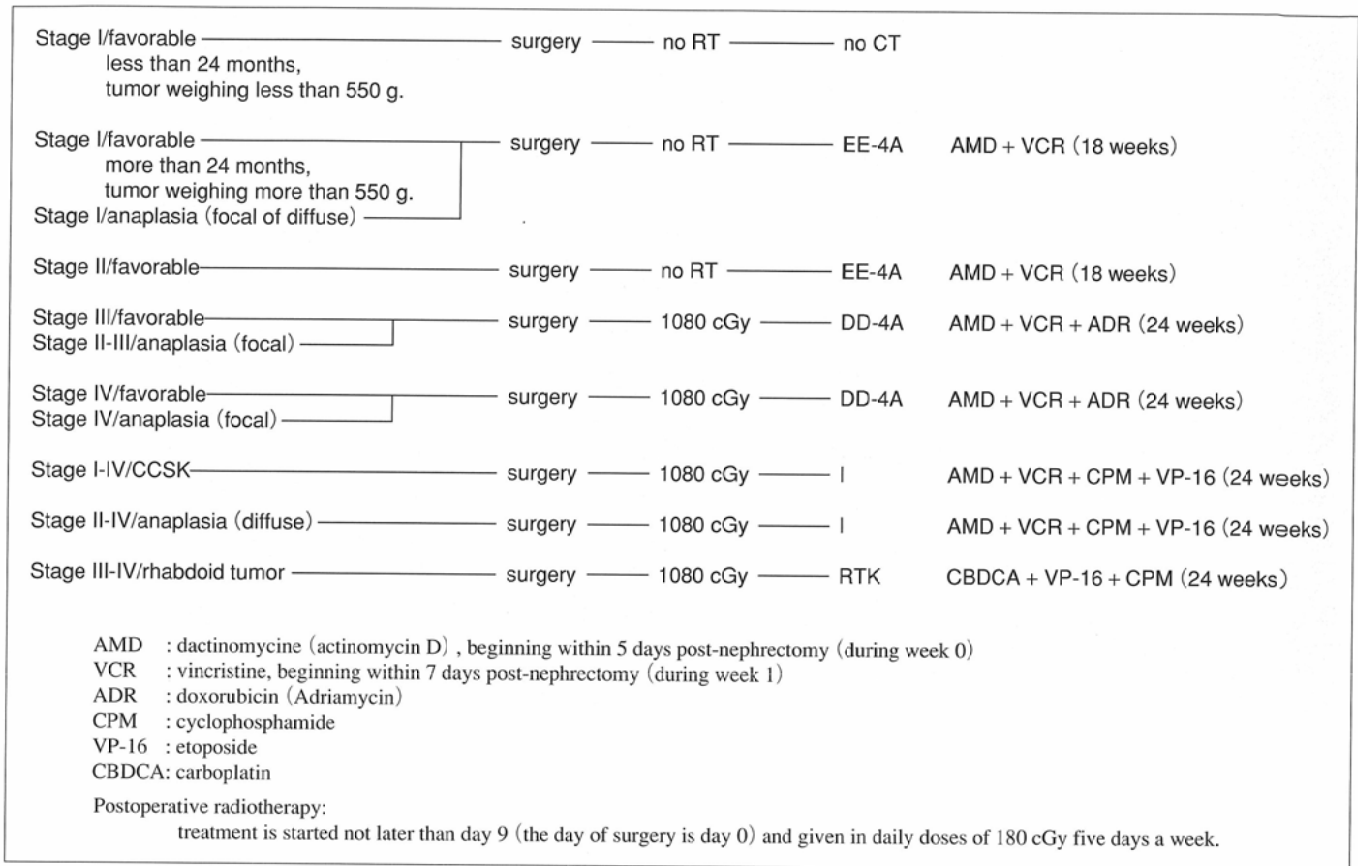 Stage I/favorable surgery no RT no CT
less than 24 months,
tumor weighing less than 550 g.
Stage I/favorable surgery no RT EE-4A AMD + VCR (18 weeks)
more than 24 months,
tumor weighing more than 550 g.
Stage I/anaplasia (focal of diffuse)
Stage II/favorable surgery no RT EE-4A AMD + VCR (18 weeks)
Stage III/favorable surgery 1080 cGy DD-4A AMD + VCR + ADR (24 weeks)
Stage II-III/anaplasia (focal)
Stage IV/favorable surgery 1080 cGy DD-4A AMD + VCR + ADR (24 weeks)
Stage IV/anaplasia (focal)
Stage I-IV/CCSK surgery 1080 cGy I AMD + VCR + CPM + VP-16 (24 weeks)
Stage II-IV/anaplasia (diffuse) surgery 1080 cGy I AMD + VCR + CPM + VP-16 (24 weeks)
Stage III-IV/rhabdoid tumor surgery 1080 cGy RTK CBDCA + VP-16 + CPM (24 weeks)
AMD : dactinomycine (actinomycin D) , beginning within 5 days post-nephrectomy (during week 0)
VCR : vincristine, beginning within 7 days post-nephrectomy (during week 1)
ADR : doxorubicin (Adriamycin)
CPM : cyclophosphamide
VP-16 : etoposide
CBDCA: carboplatin
Postoperative radiotherapy:
treatment is started not later than day 9 (the day of surgery is day 0) and given in daily doses of 180 cGy five days a week.